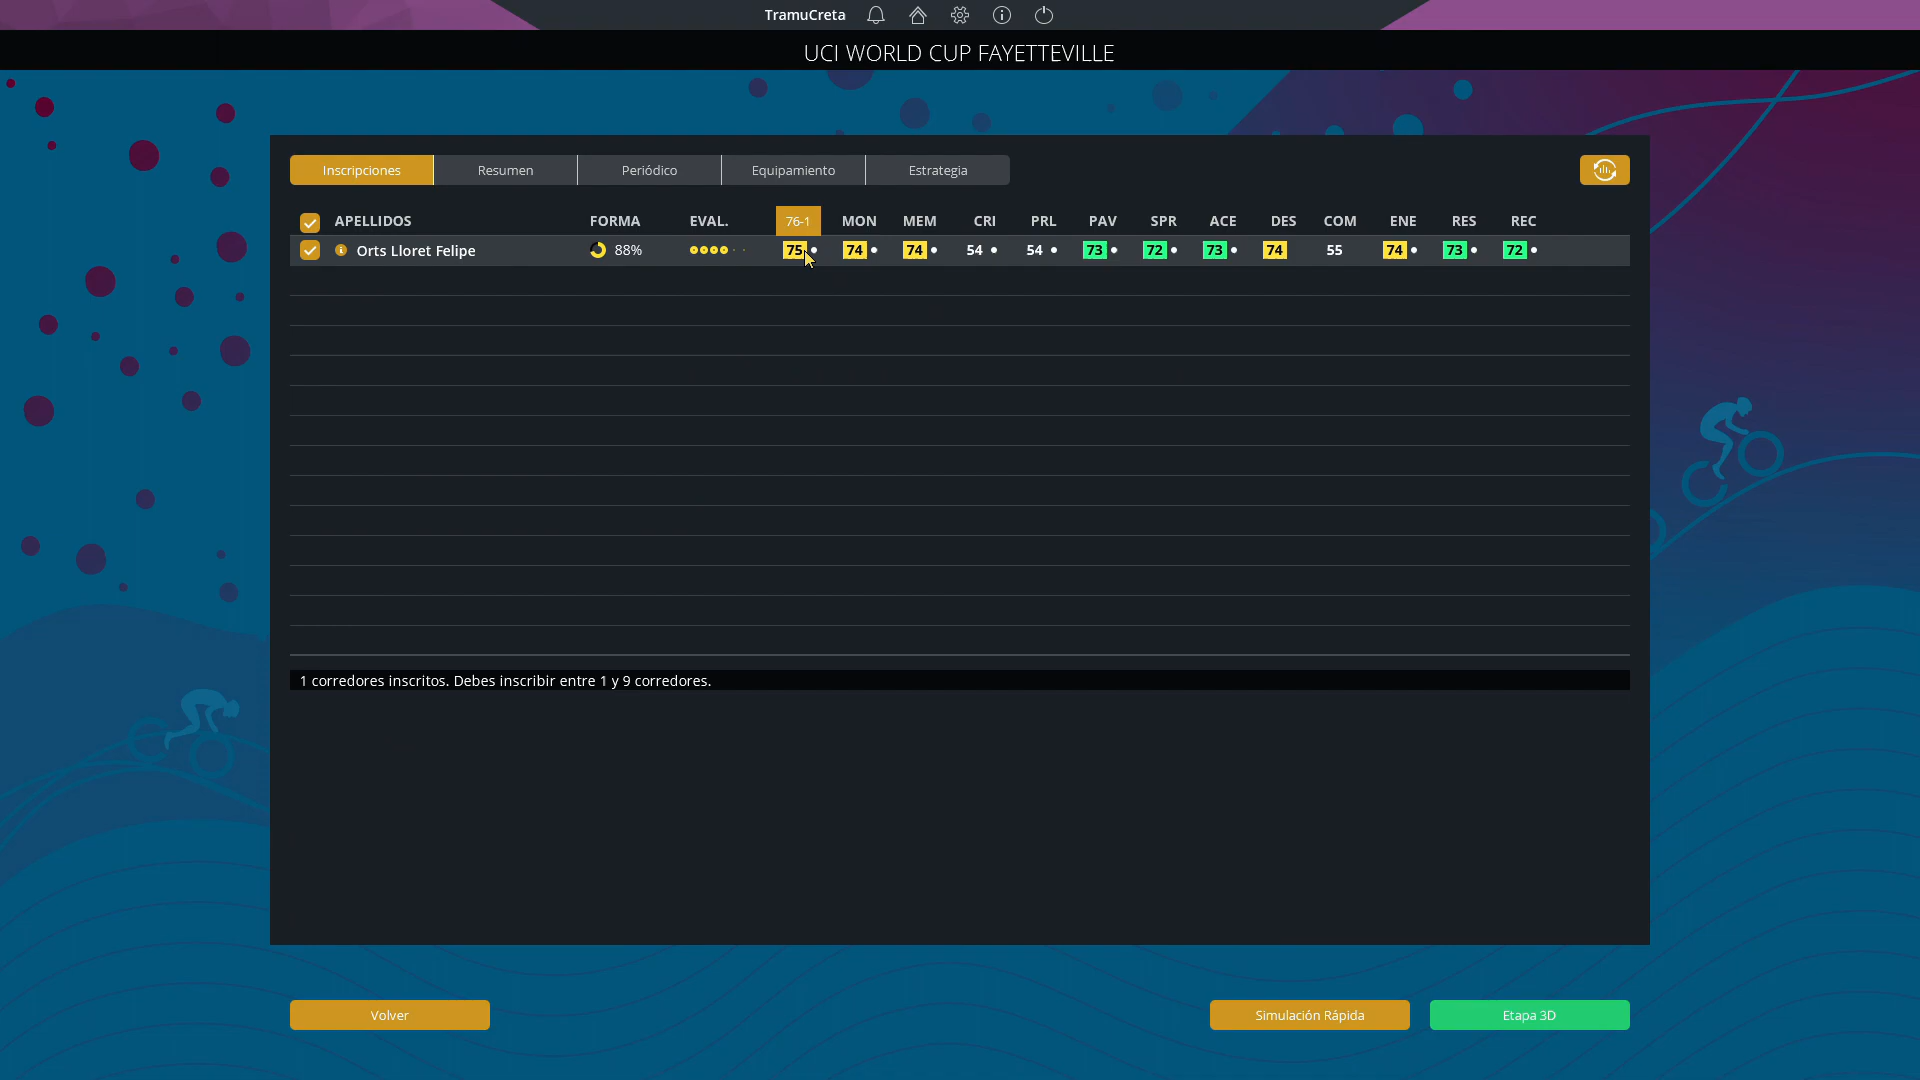 TramuCreta
UCI WORLD CUP FAYETTEVILLE
Inscripciones Resumen Periódico Equipamiento Estrategia
APELLIDOS FORMA EVAL. 76-1 MON MEM CRI PRL PAV SPR ACE DES COM ENE RES REC
Orts Lloret Felipe 88% 75 74 74 54 54 73 72 73 74 55 74 73 72
1 corredores inscritos. Debes inscribir entre 1 y 9 corredores.
Volver Simulación Rápida Etapa 3D